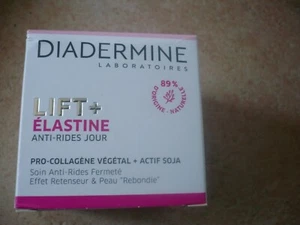 DIADERMINE
LABORATOIRES
89%
D'ORIGINE NATURELLE
LIFT+
ÉLASTINE
ANTI-RIDES JOUR
PRO-COLLAGÈNE VÉGÉTAL + ACTIF SOJA
Soin Anti-Rides Fermeté
Effet Retenseur & Peau "Rebondie"